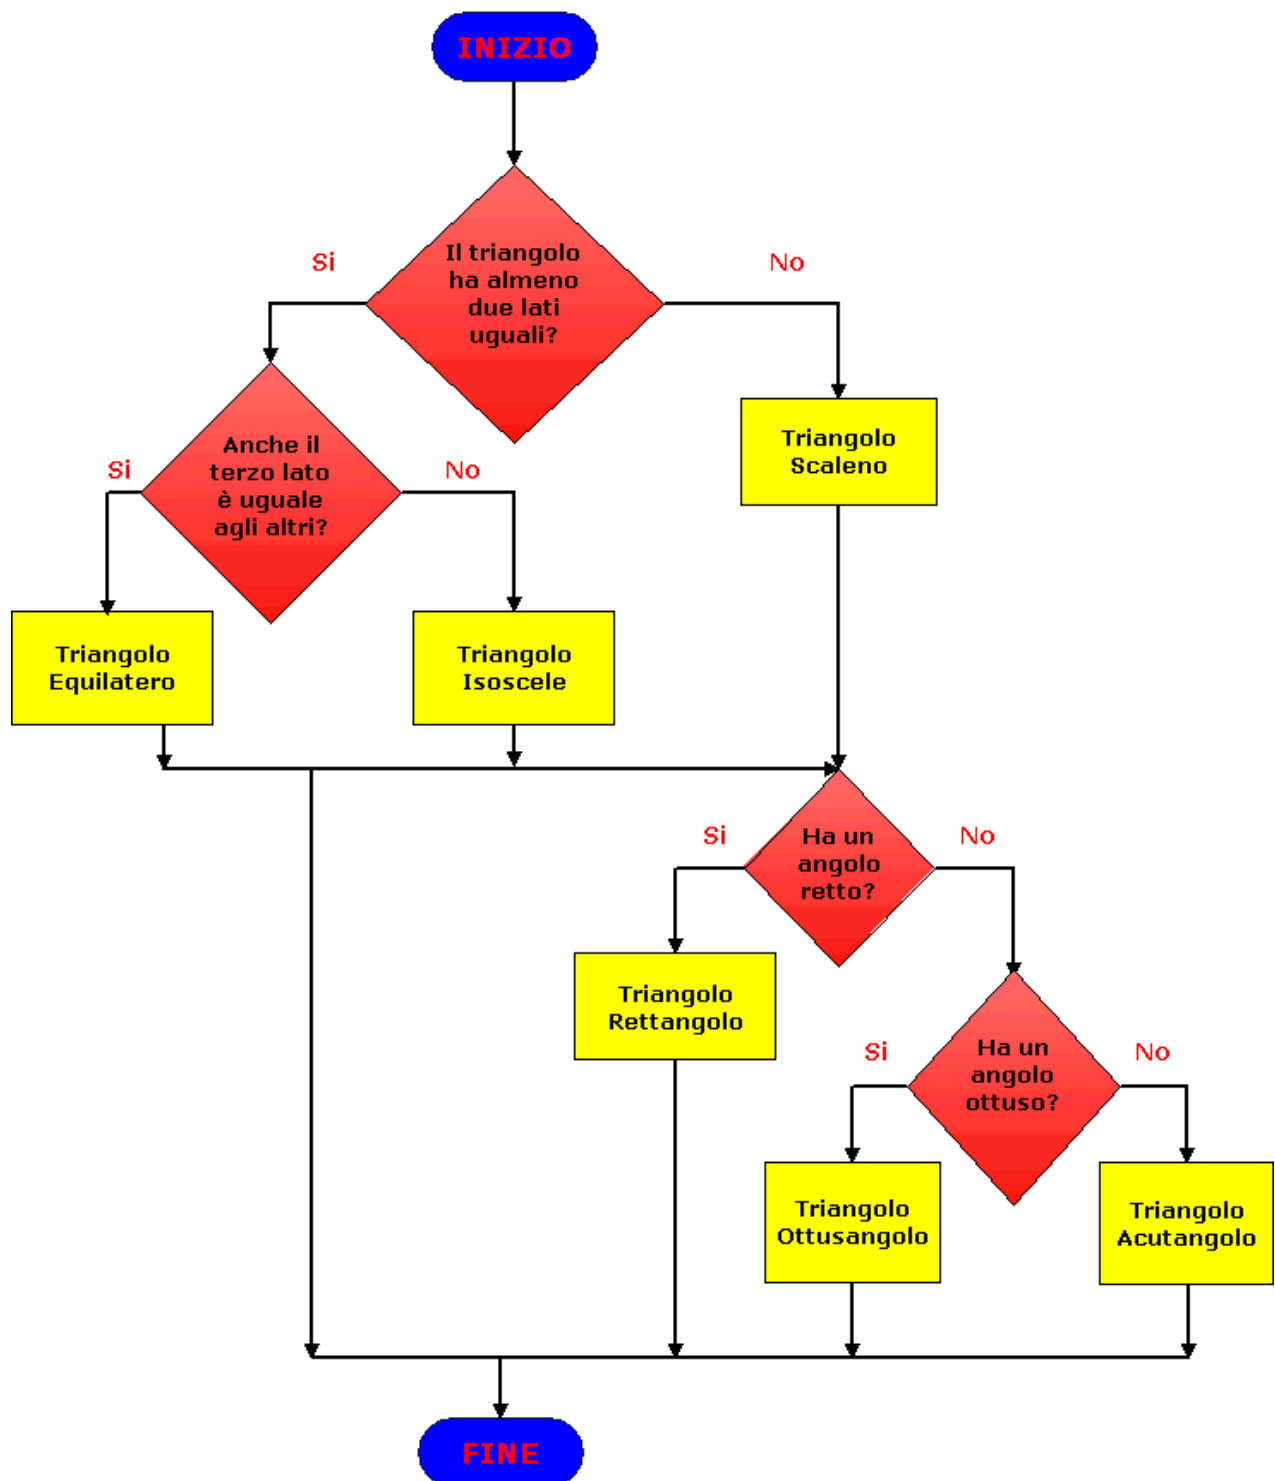 INIZIO
Il triangolo
ha almeno
due lati
uguali?
Si
No
Anche il
terzo lato
è uguale
agli altri?
Si
No
Triangolo
Scaleno
Triangolo
Equilatero
Triangolo
Isoscele
Ha un
angolo
retto?
Si
No
Triangolo
Rettangolo
Ha un
angolo
ottuso?
Si
No
Triangolo
Ottusangolo
Triangolo
Acutangolo
FINE